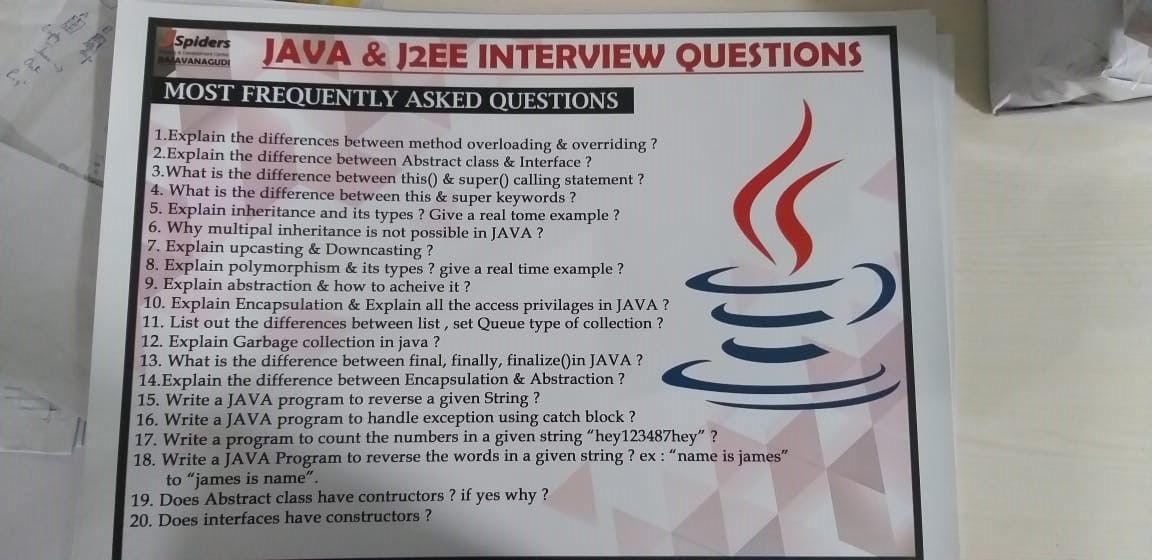 JSpiders
BASAVANAGUDI
JAVA & J2EE INTERVIEW QUESTIONS
MOST FREQUENTLY ASKED QUESTIONS
1.Explain the differences between method overloading & overriding ?
2.Explain the difference between Abstract class & Interface ?
3.What is the difference between this() & super() calling statement ?
4. What is the difference between this & super keywords ?
5. Explain inheritance and its types ? Give a real tome example ?
6. Why multipal inheritance is not possible in JAVA ?
7. Explain upcasting & Downcasting ?
8. Explain polymorphism & its types ? give a real time example ?
9. Explain abstraction & how to acheive it ?
10. Explain Encapsulation & Explain all the access privilages in JAVA ?
11. List out the differences between list , set Queue type of collection ?
12. Explain Garbage collection in java ?
13. What is the difference between final, finally, finalize()in JAVA ?
14.Explain the difference between Encapsulation & Abstraction ?
15. Write a JAVA program to reverse a given String ?
16. Write a JAVA program to handle exception using catch block ?
17. Write a program to count the numbers in a given string “hey123487hey” ?
18. Write a JAVA Program to reverse the words in a given string ? ex : “name is james”
to “james is name”.
19. Does Abstract class have contructors ? if yes why ?
20. Does interfaces have constructors ?